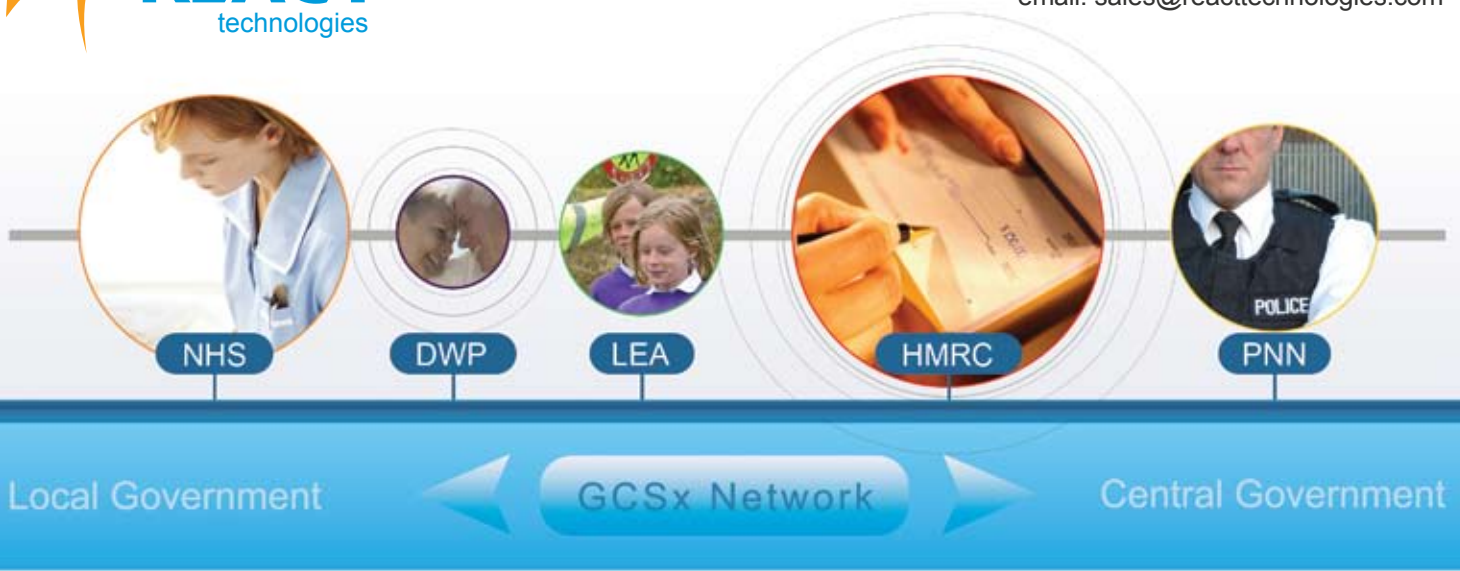 technologies
NHS
DWP
LEA
HMRC
PNN
POLICE
Local Government
GCSx Network
Central Government